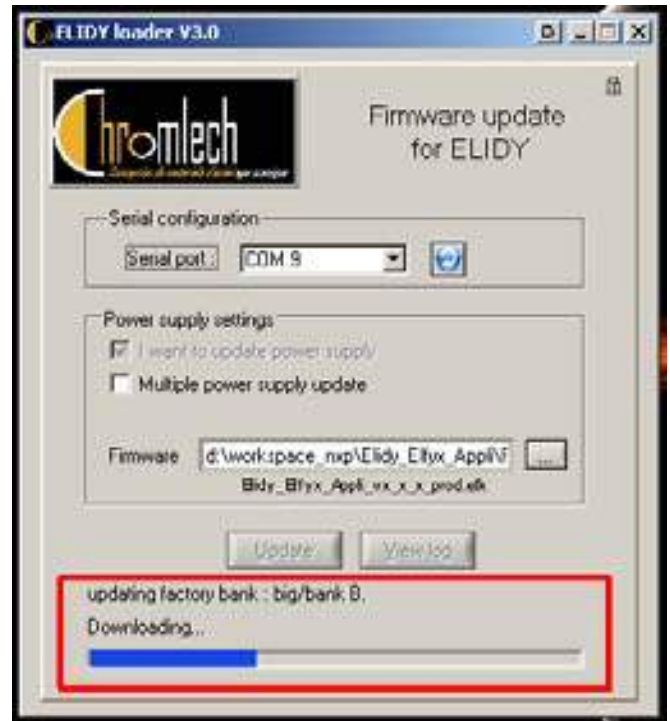 ELIDY loader V3.0
Chromlech
Firmware update
for ELIDY
Serial configuration
Serial port :
COM 9
Power supply settings
I want to update power supply
Multiple power supply update
Firmware
d:\workspace_nxp\Elidy_Elfyx_Appli\
...
Elidy_Elfyx_Appli_vx_x_x_prod.elk
Update
View log
updating factory bank : big/bank 8.
Downloading...